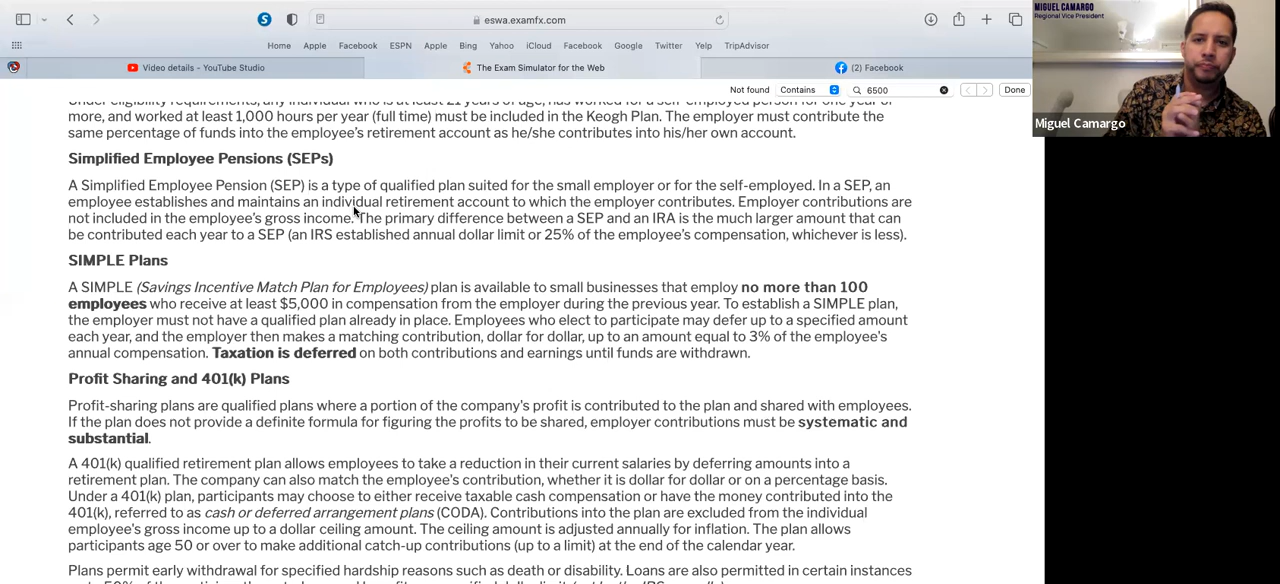 eswa.examfx.com
Home Apple Facebook ESPN Apple Bing Yahoo iCloud Facebook Google Twitter Yelp TripAdvisor
Video details - YouTube Studio
The Exam Simulator for the Web
(2) Facebook
Not found Contains 6500 Done
MIGUEL CAMARGO
Regional Vice President
Miguel Camargo
Under eligibility requirements, any individual who is at least 21 years of age, has worked for a self-employed person for one year or
more, and worked at least 1,000 hours per year (full time) must be included in the Keogh Plan. The employer must contribute the
same percentage of funds into the employee's retirement account as he/she contributes into his/her own account.
Simplified Employee Pensions (SEPs)
A Simplified Employee Pension (SEP) is a type of qualified plan suited for the small employer or for the self-employed. In a SEP, an
employee establishes and maintains an individual retirement account to which the employer contributes. Employer contributions are
not included in the employee's gross income. The primary difference between a SEP and an IRA is the much larger amount that can
be contributed each year to a SEP (an IRS established annual dollar limit or 25% of the employee's compensation, whichever is less).
SIMPLE Plans
A SIMPLE (Savings Incentive Match Plan for Employees) plan is available to small businesses that employ no more than 100
employees who receive at least $5,000 in compensation from the employer during the previous year. To establish a SIMPLE plan,
the employer must not have a qualified plan already in place. Employees who elect to participate may defer up to a specified amount
each year, and the employer then makes a matching contribution, dollar for dollar, up to an amount equal to 3% of the employee's
annual compensation. Taxation is deferred on both contributions and earnings until funds are withdrawn.
Profit Sharing and 401(k) Plans
Profit-sharing plans are qualified plans where a portion of the company's profit is contributed to the plan and shared with employees.
If the plan does not provide a definite formula for figuring the profits to be shared, employer contributions must be systematic and
substantial.
A 401(k) qualified retirement plan allows employees to take a reduction in their current salaries by deferring amounts into a
retirement plan. The company can also match the employee's contribution, whether it is dollar for dollar or on a percentage basis.
Under a 401(k) plan, participants may choose to either receive taxable cash compensation or have the money contributed into the
401(k), referred to as cash or deferred arrangement plans (CODA). Contributions into the plan are excluded from the individual
employee's gross income up to a dollar ceiling amount. The ceiling amount is adjusted annually for inflation. The plan allows
participants age 50 or over to make additional catch-up contributions (up to a limit) at the end of the calendar year.
Plans permit early withdrawal for specified hardship reasons such as death or disability. Loans are also permitted in certain instances